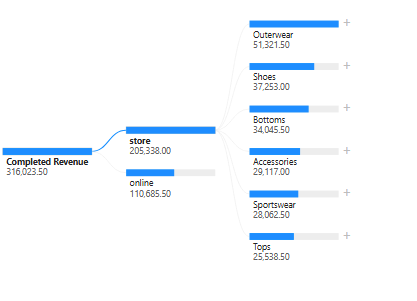 Completed Revenue
316,023.50
store
205,338.00
online
110,685.50
Outerwear
51,321.50
Shoes
37,253.00
Bottoms
34,045.50
Accessories
29,117.00
Sportswear
28,062.50
Tops
25,538.50